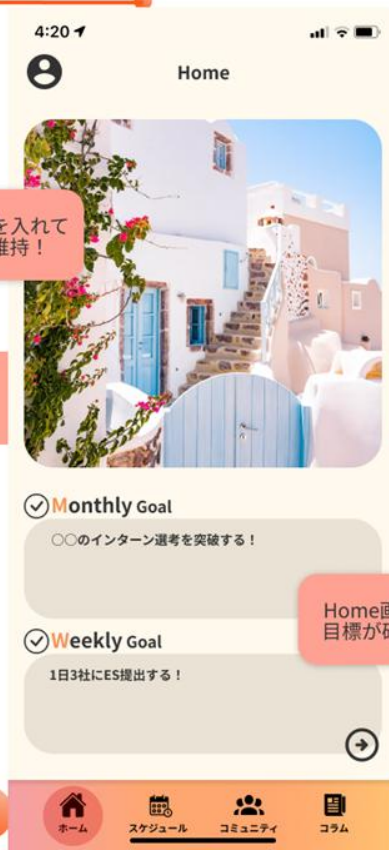 4:20
Home
を入れて
維持！
Monthly Goal
〇〇のインターン選考を突破する！
Home画
目標が確
Weekly Goal
1日3社にES提出する！
ホーム
スケジュール
コミュニティ
コラム